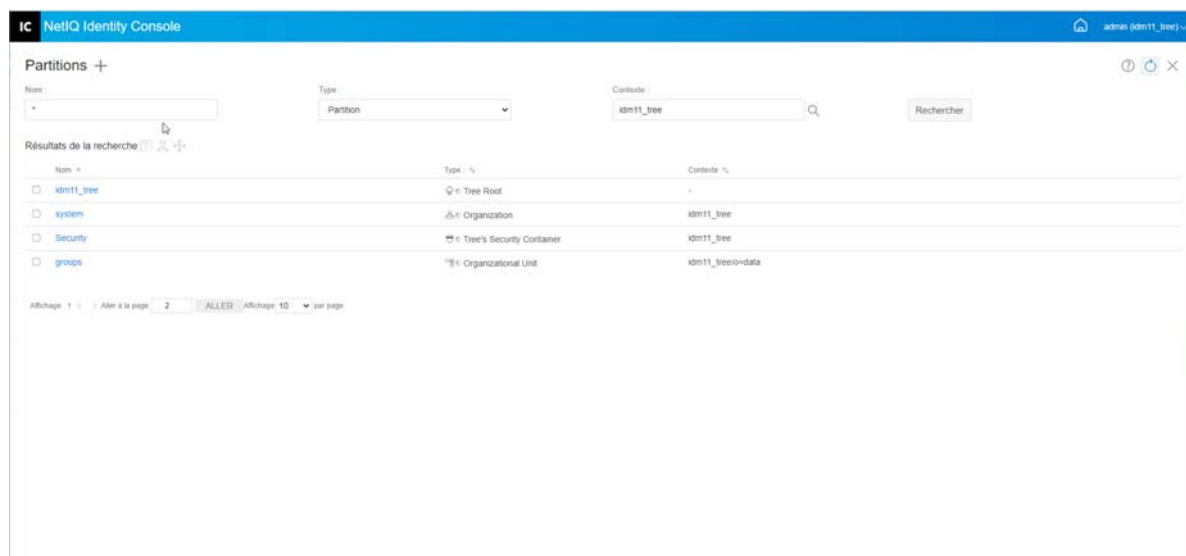 IC NetIQ Identity Console admin (idm11_tree)
Partitions +
Nom : Type : Contexte :
* Partition idm11_tree Rechercher
Résultats de la recherche
Nom Type : Contexte
idm11_tree Tree Root -
system Organization idm11_tree
Security Tree's Security Container idm11_tree
groups Organizational Unit idm11_tree/o=data
Affichage 1 Aller à la page 2 ALLER Affichage 10 par page